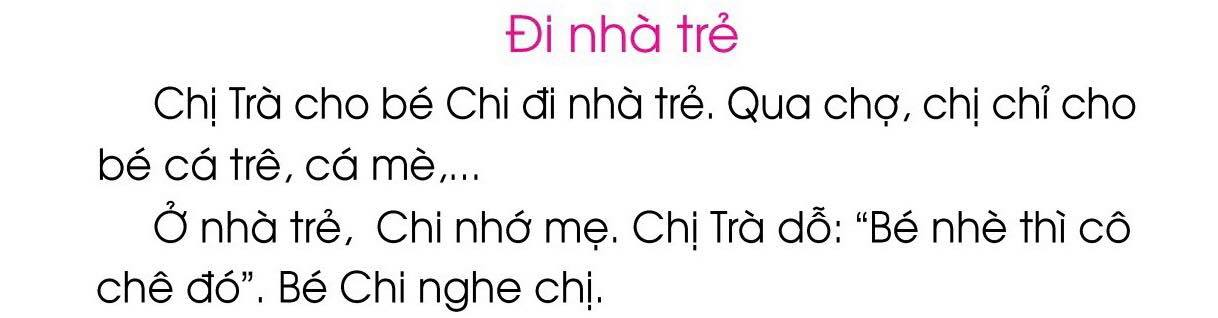 Đi nhà trẻ
Chị Trà cho bé Chi đi nhà trẻ. Qua chợ, chị chỉ cho
bé cá trê, cá mè,...
Ở nhà trẻ, Chi nhớ mẹ. Chị Trà dỗ: “Bé nhè thì cô
chê đó”. Bé Chi nghe chị.